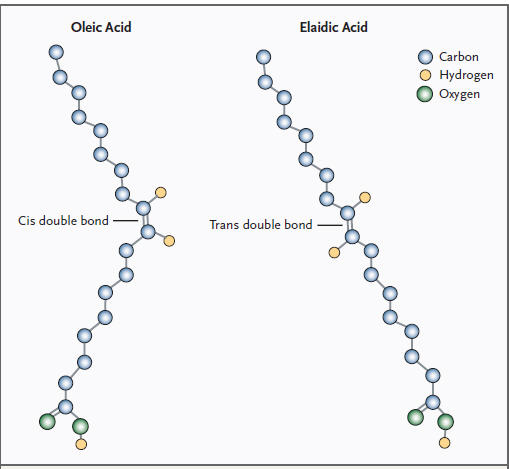 Oleic Acid
Elaidic Acid
Carbon
Hydrogen
Oxygen
Cis double bond
Trans double bond